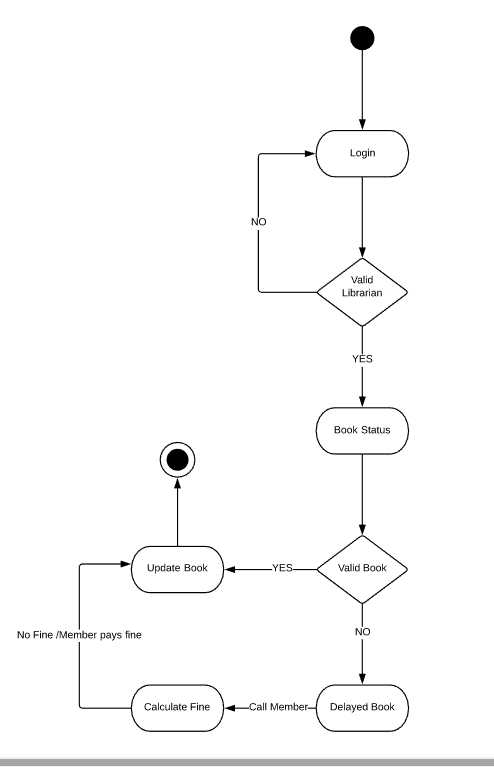 Login
NO
Valid
Librarian
YES
Book Status
Update Book
YES
Valid Book
NO
No Fine /Member pays fine
Calculate Fine
Call Member
Delayed Book